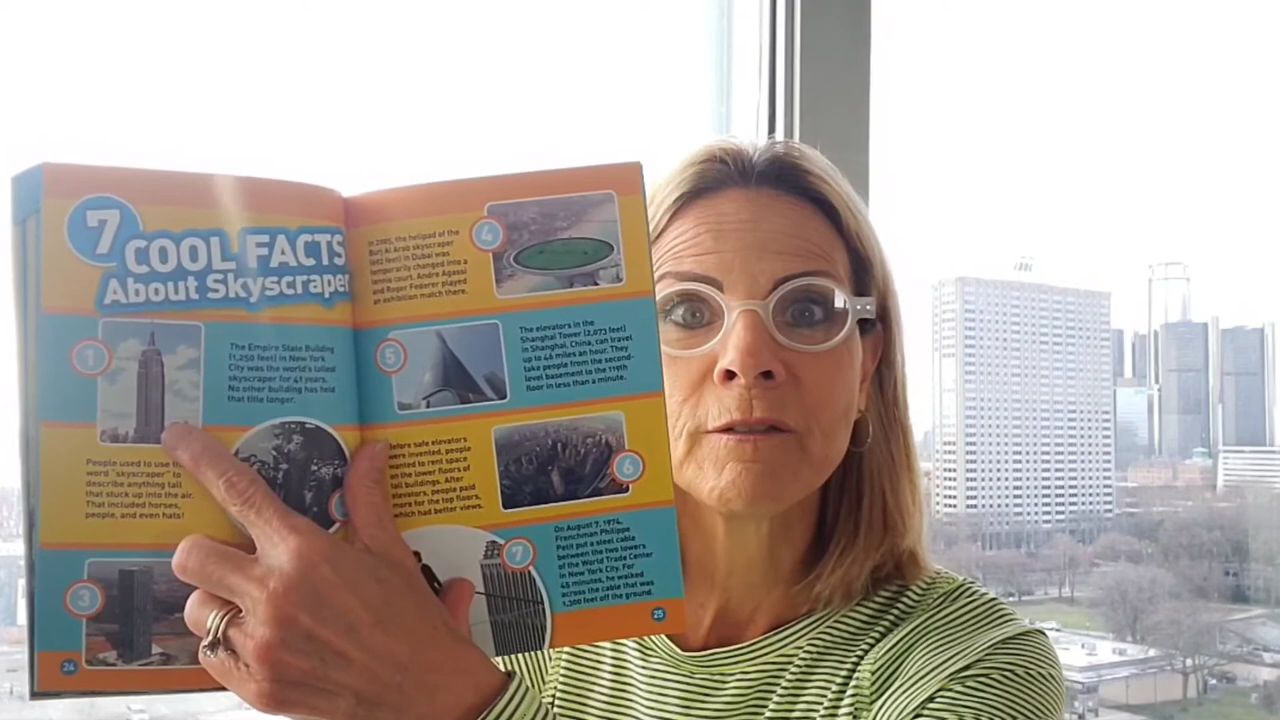 7
COOL FACTS
About Skyscraper
1
The Empire State Building
(1,250 feet) in New York
City was the world's tallest
skyscraper for 41 years.
No other building has held
that title longer.
People used to use
word "skyscraper" to
describe anything tall
that stuck up into the air.
That included horses,
people, and even hats!
3
24
In 2005, the helipad of the
Burj Al Arab skyscraper
(692 feet) in Dubai was
temporarily changed into a
tennis court. Andre Agassi
and Roger Federer played
an exhibition match there.
4
5
The elevators in the
Shanghai Tower (2,073 feet)
in Shanghai, China, can travel
up to 46 miles an hour. They
take people from the second-
level basement to the 119th
floor in less than a minute.
Before safe elevators
were invented, people
wanted to rent space
on the lower floors of
tall buildings. After
elevators, people paid
more for the top floors,
which had better views.
6
7
On August 7, 1974,
Frenchman Philippe
Petit put a steel cable
between the two towers
of the World Trade Center
in New York City. For
45 minutes, he walked
across the cable that was
1,300 feet off the ground.
25